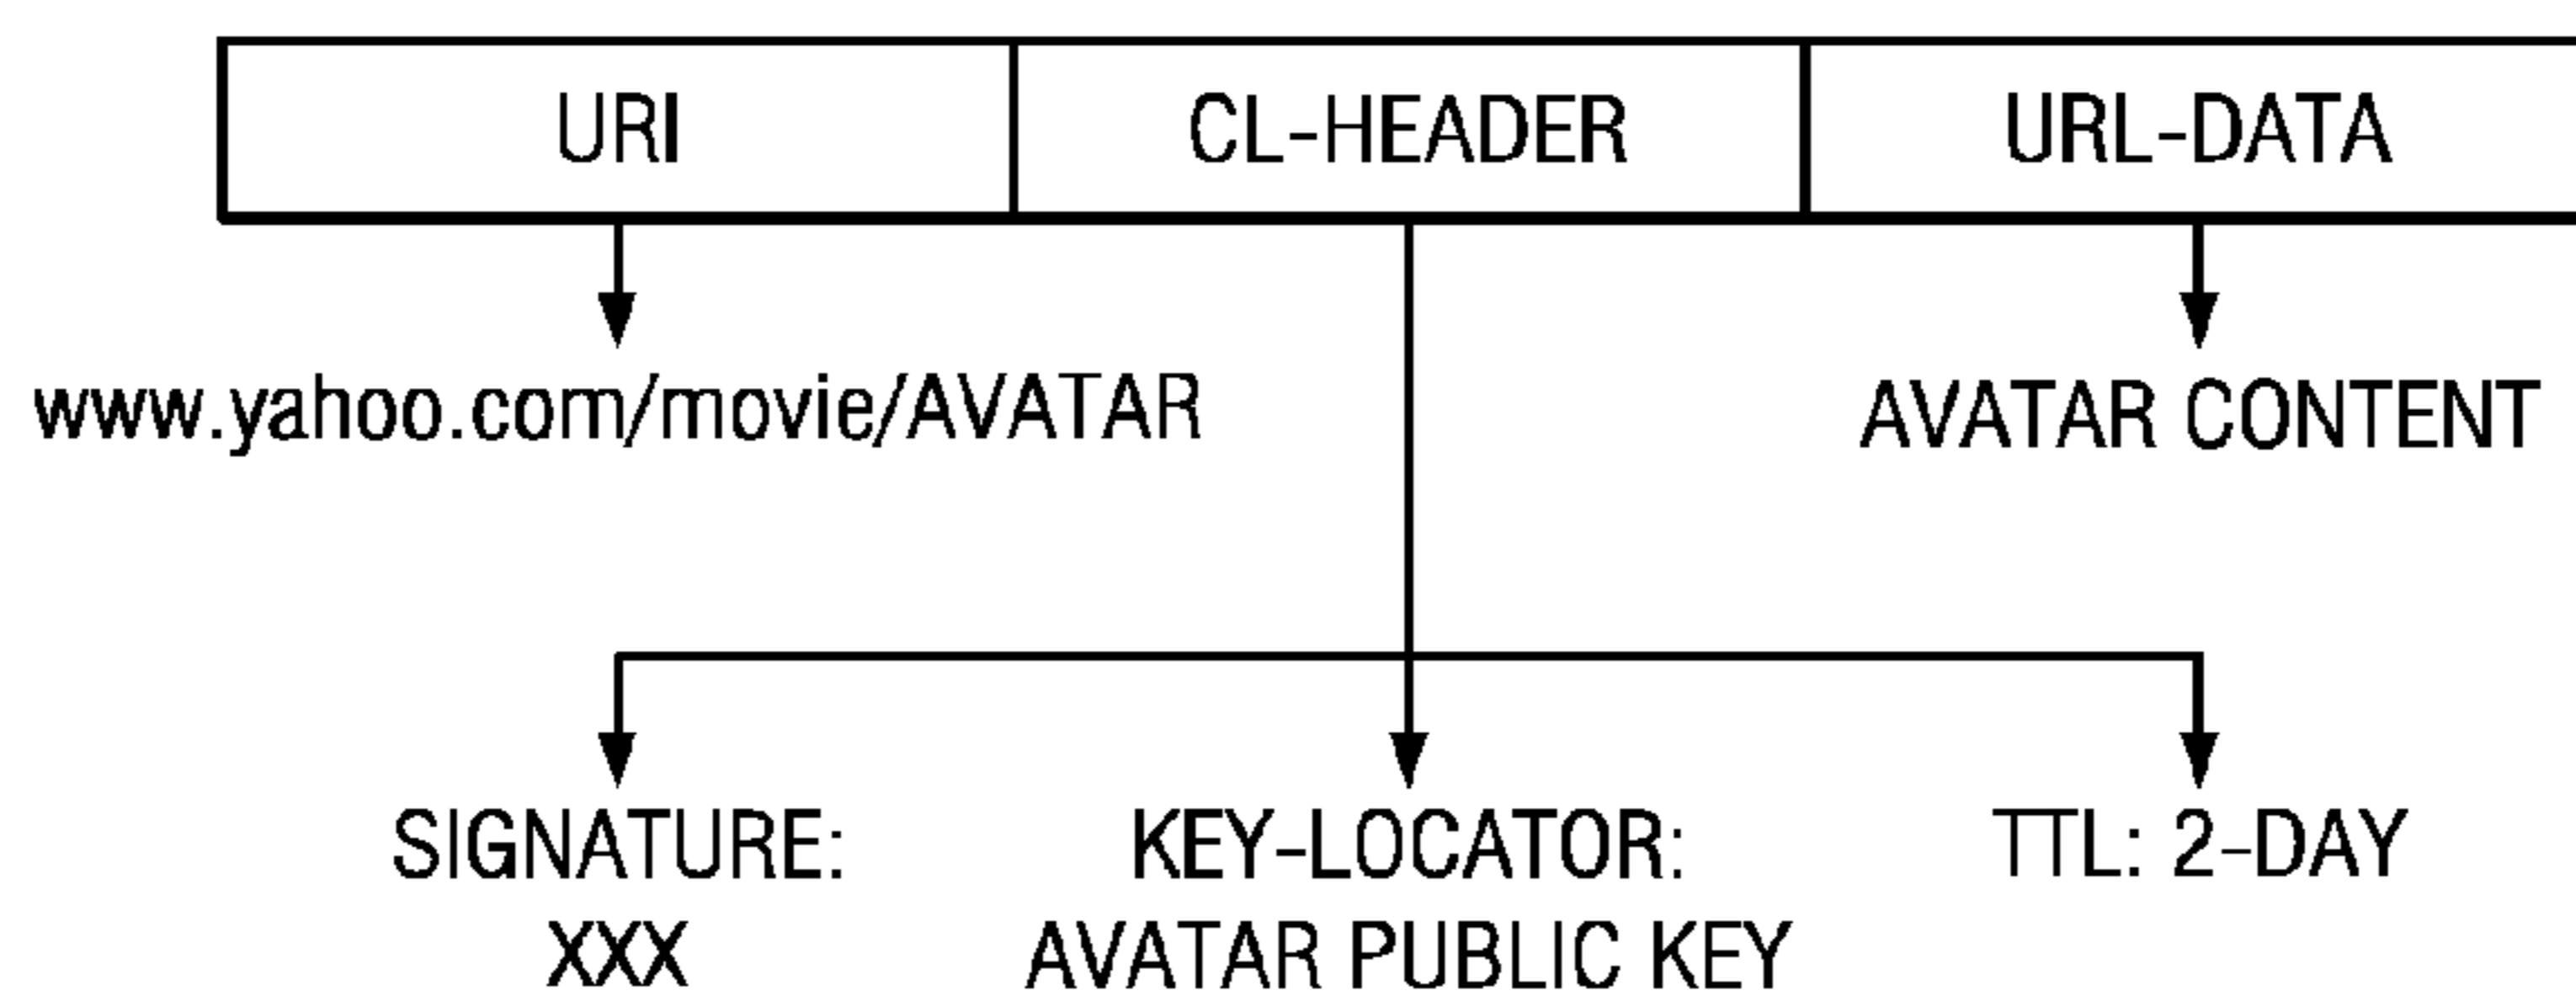 URI CL-HEADER URL-DATA
www.yahoo.com/movie/AVATAR AVATAR CONTENT
SIGNATURE: KEY-LOCATOR: TTL: 2-DAY
XXX AVATAR PUBLIC KEY